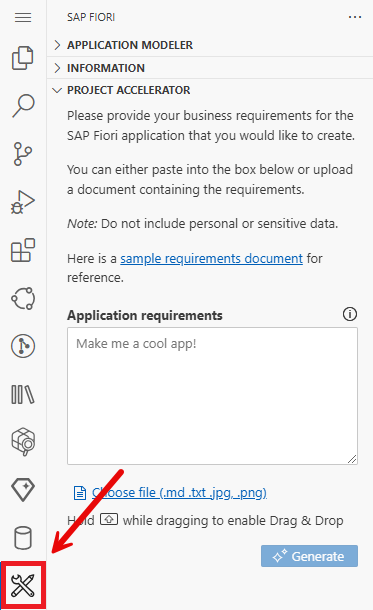 SAP FIORI
APPLICATION MODELER
INFORMATION
PROJECT ACCELERATOR
Please provide your business requirements for the
SAP Fiori application that you would like to create.
You can either paste into the box below or upload
a document containing the requirements.
Note: Do not include personal or sensitive data.
Here is a sample requirements document for
reference.
Application requirements
Make me a cool app!
Choose file (.md .txt .jpg, .png)
Hold ⇧ while dragging to enable Drag & Drop
Generate